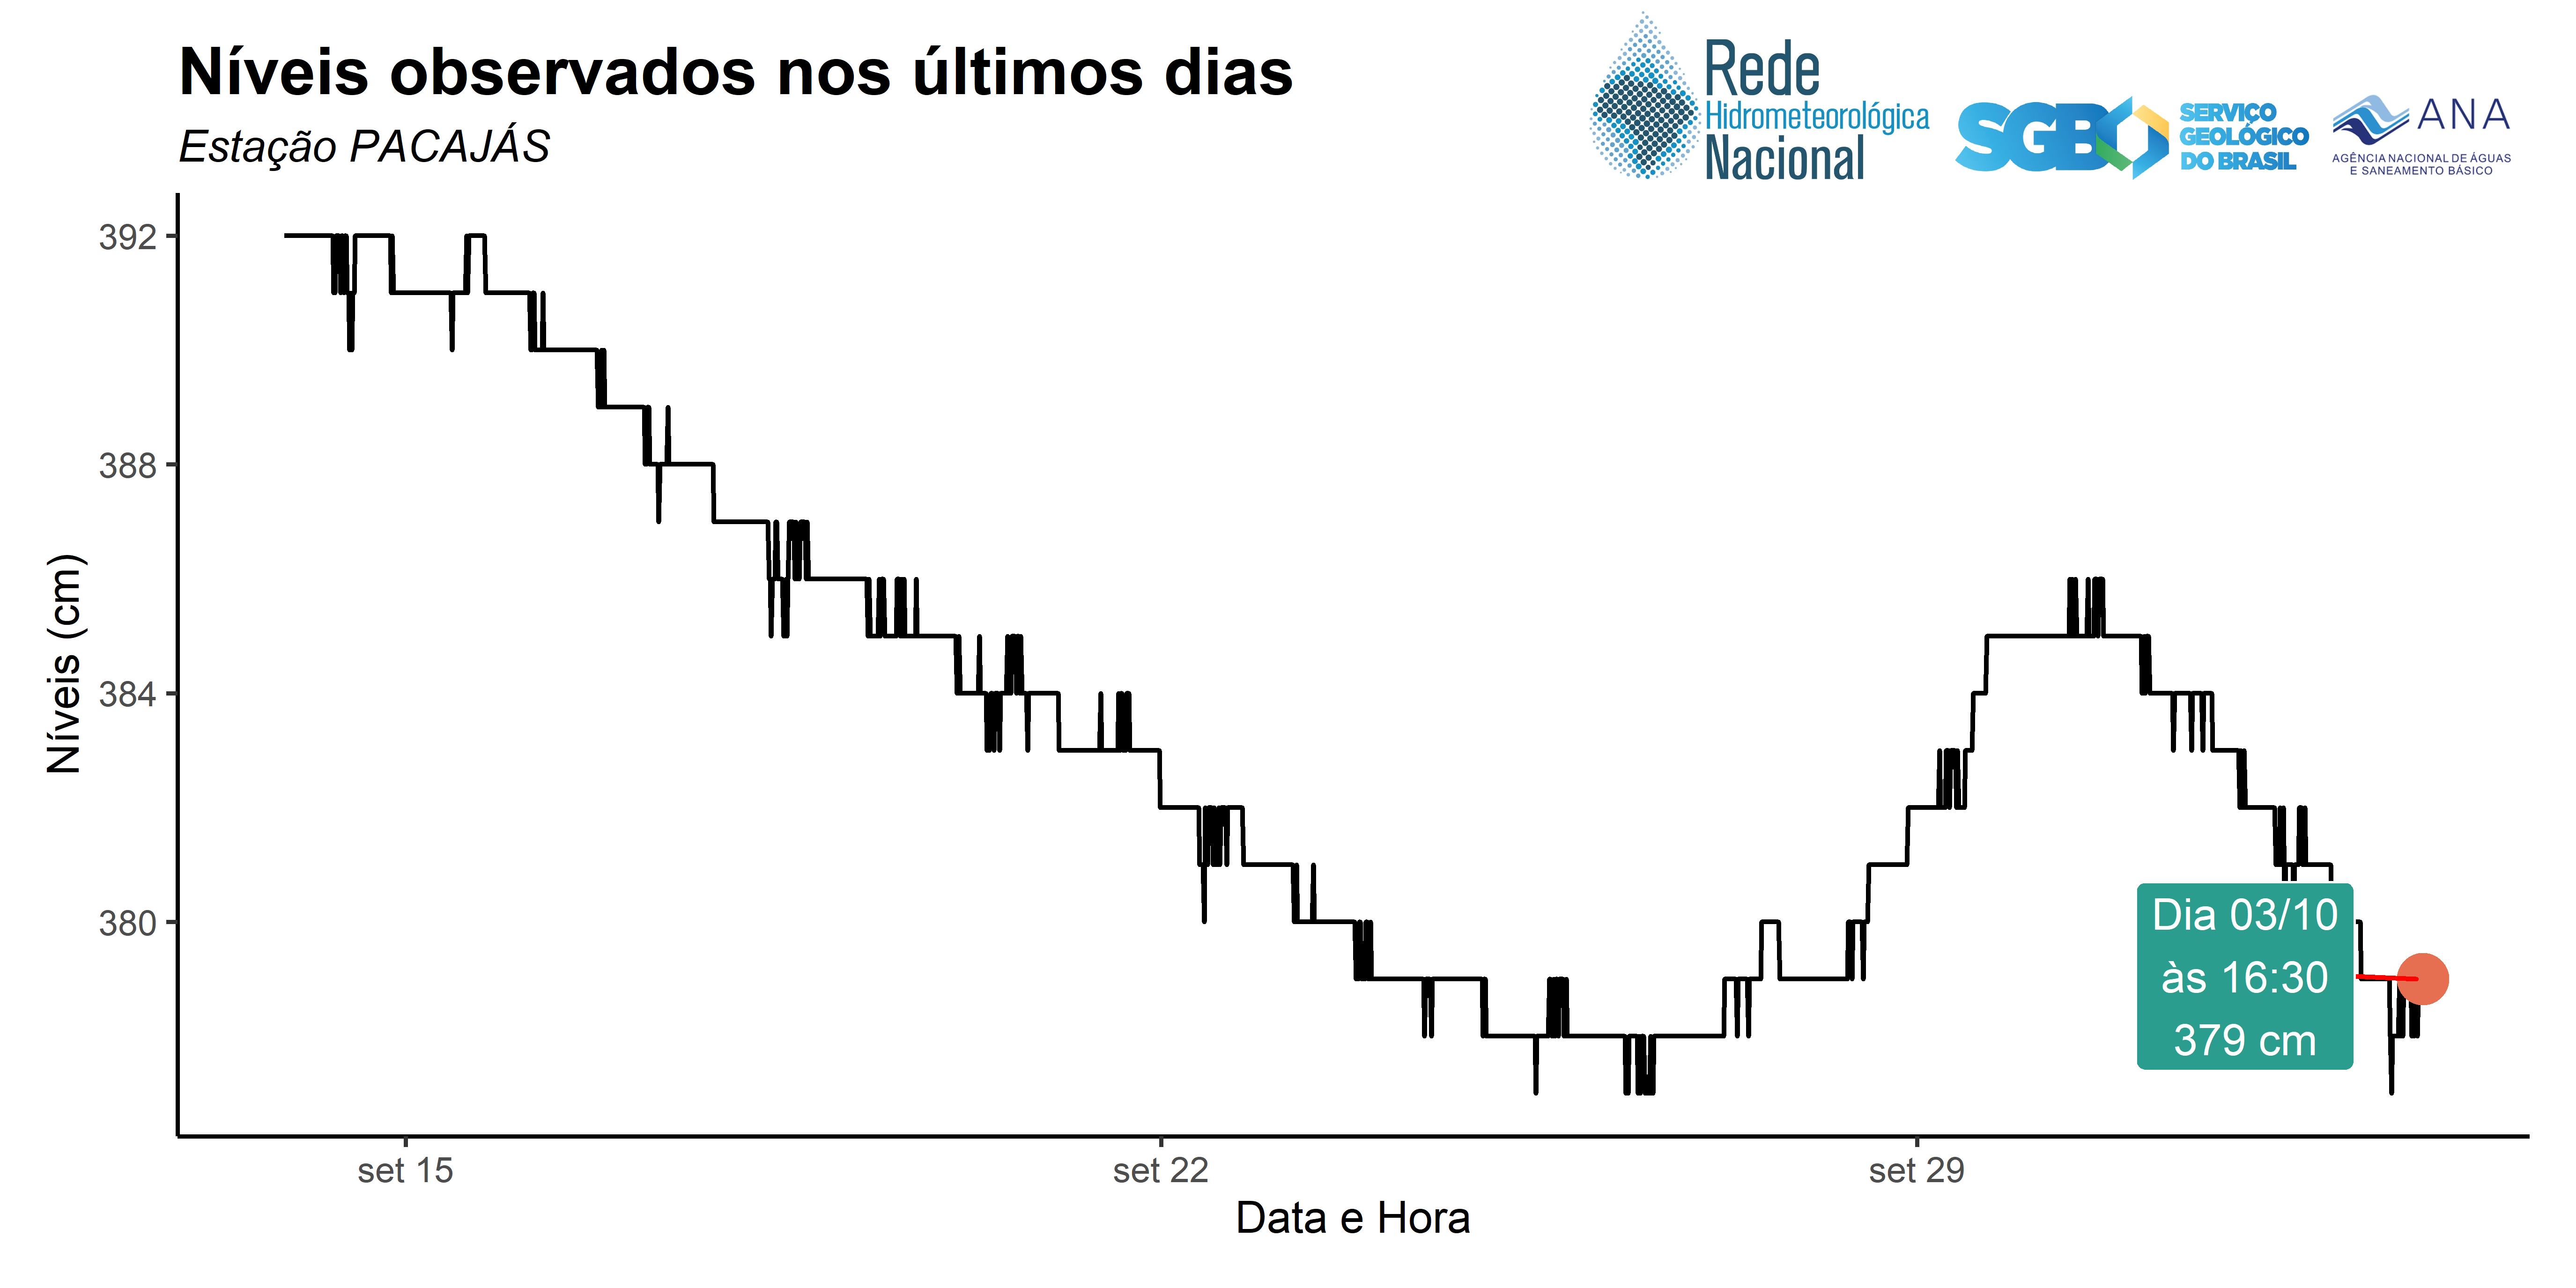 Níveis observados nos últimos dias
Estação PACAJÁS
Rede
Hidrometeorológica
Nacional
SGB
SERVIÇO
GEOLÓGICO
DO BRASIL
ANA
AGÊNCIA NACIONAL DE ÁGUAS
E SANEAMENTO BÁSICO
Níveis (cm)
392
388
384
380
Dia 03/10
às 16:30
379 cm
set 15
set 22
set 29
Data e Hora